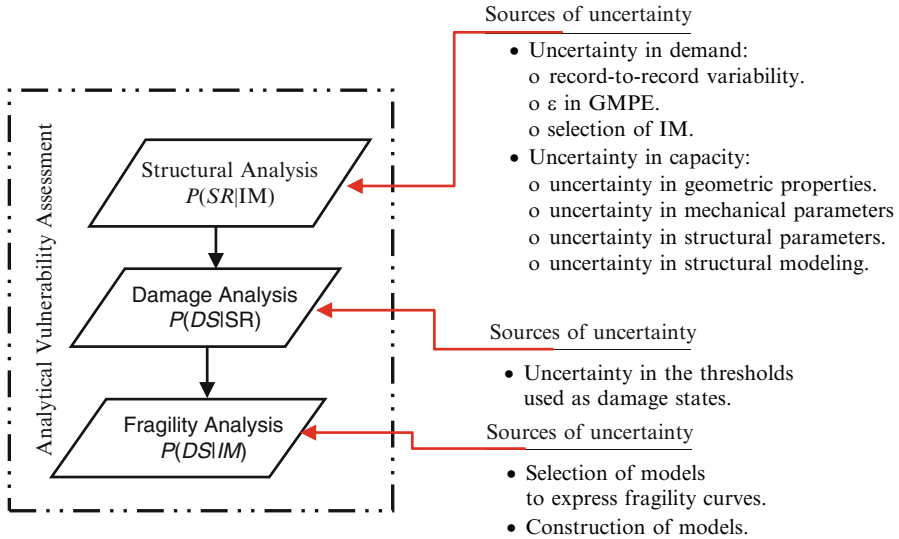 Sources of uncertainty
• Uncertainty in demand:
o record-to-record variability.
o ε in GMPE.
o selection of IM.
• Uncertainty in capacity:
o uncertainty in geometric properties.
o uncertainty in mechanical parameters
o uncertainty in structural parameters.
o uncertainty in structural modeling.
Analytical Vulnerability Assessment
Structural Analysis
P(SR|IM)
Damage Analysis
P(DS|SR)
Sources of uncertainty
• Uncertainty in the thresholds
used as damage states.
Fragility Analysis
P(DS|IM)
Sources of uncertainty
• Selection of models
to express fragility curves.
• Construction of models.